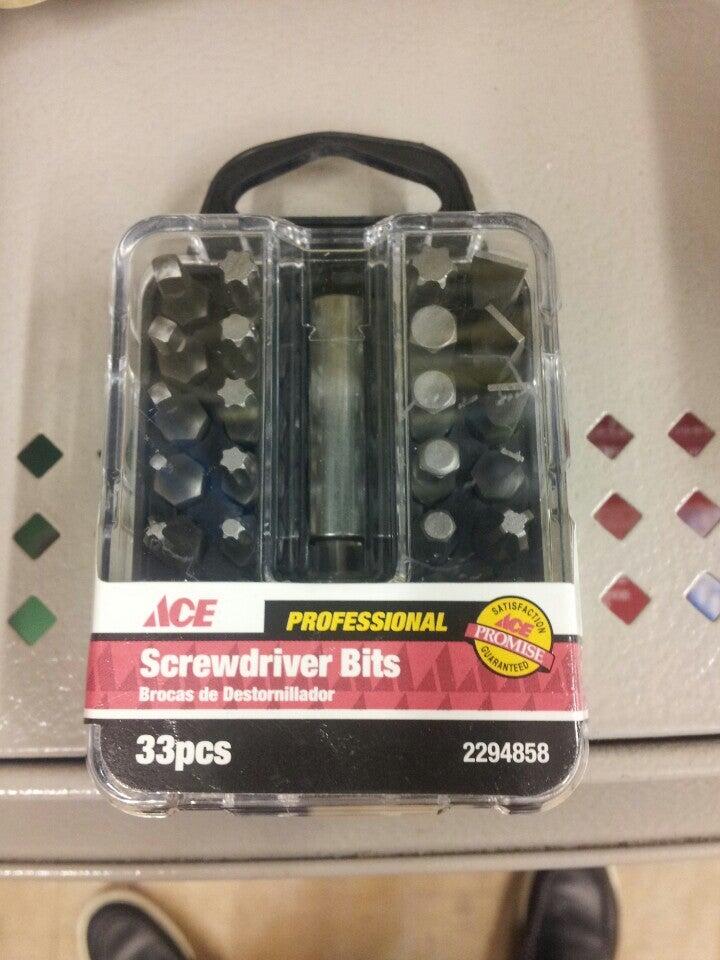 ACE
PROFESSIONAL
SATISFACTION
ACE
PROMISE
GUARANTEED
Screwdriver Bits
Brocas de Destornillador
33pcs
2294858